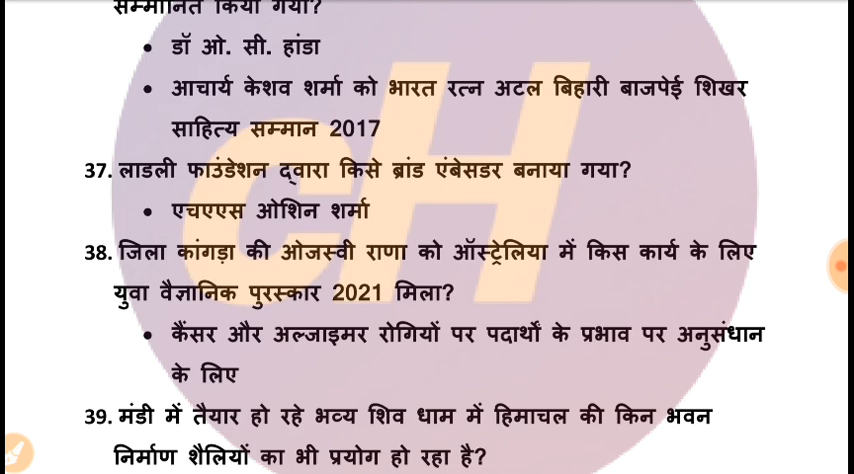 सम्मानित किया गया?
• डॉ ओ. सी. हांडा
• आचार्य केशव शर्मा को भारत रत्न अटल बिहारी बाजपेई शिखर
साहित्य सम्मान 2017
37. लाडली फाउंडेशन द्वारा किसे ब्रांड एंबेसडर बनाया गया?
• एचएएस ओशिन शर्मा
38. जिला कांगड़ा की ओजस्वी राणा को ऑस्ट्रेलिया में किस कार्य के लिए
युवा वैज्ञानिक पुरस्कार 2021 मिला?
• कैंसर और अल्जाइमर रोगियों पर पदार्थों के प्रभाव पर अनुसंधान
के लिए
39. मंडी में तैयार हो रहे भव्य शिव धाम में हिमाचल की किन भवन
निर्माण शैलियों का भी प्रयोग हो रहा है?
cH